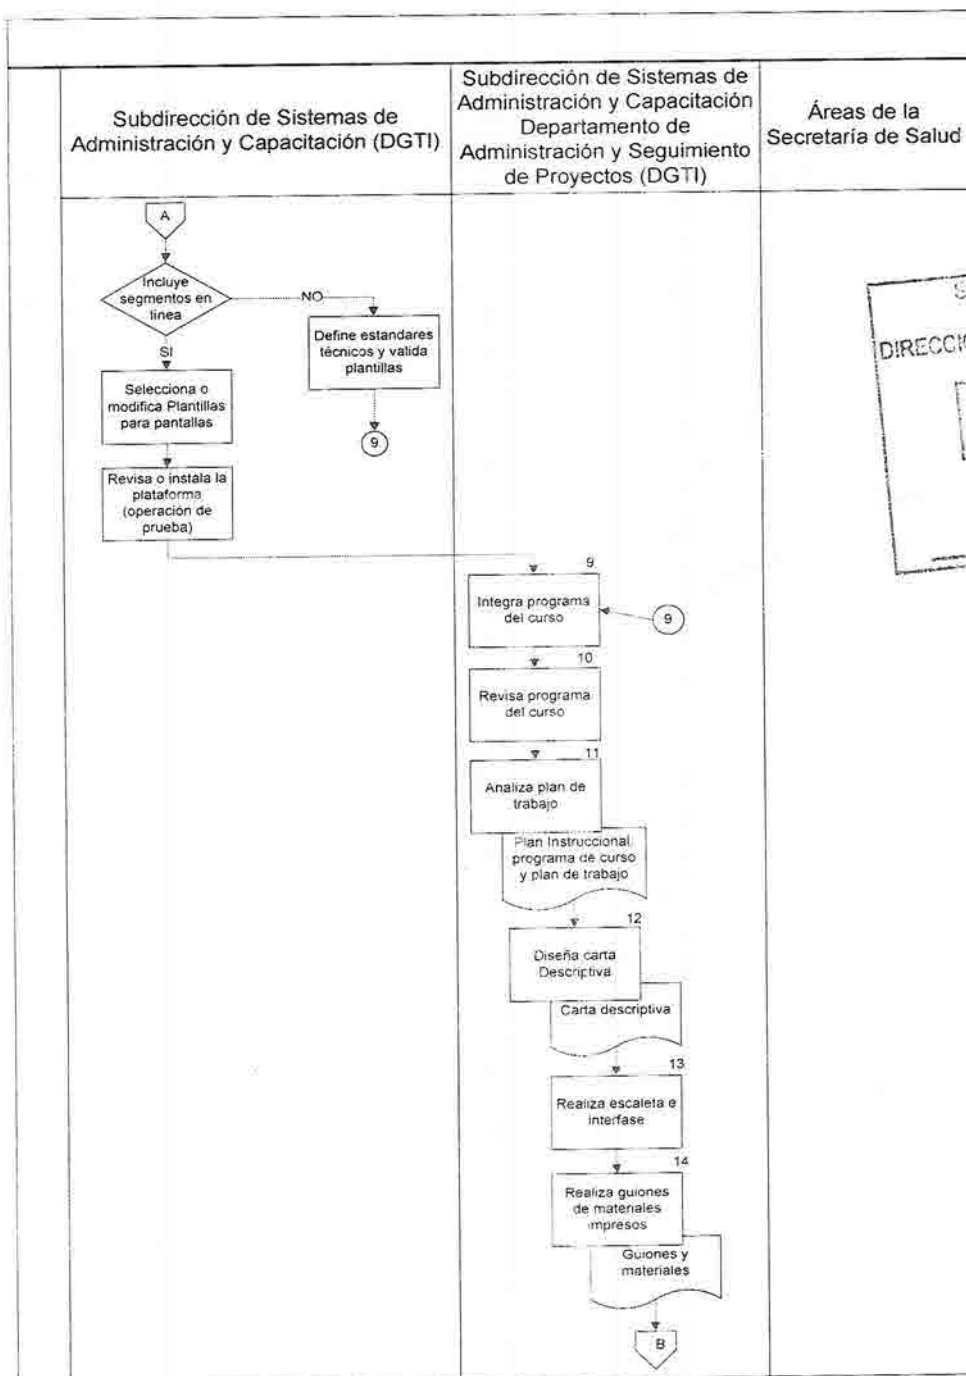 Subdirección de Sistemas de
Administración y Capacitación (DGTI)
Subdirección de Sistemas de
Administración y Capacitación
Departamento de
Administración y Seguimiento
de Proyectos (DGTI)
Áreas de la
Secretaría de Salud
A
Incluye
segmentos en
linea
NO
SI
Define estandares
técnicos y valida
plantillas
9
Selecciona o
modifica Plantillas
para pantallas
Revisa o instala la
plataforma
(operación de
prueba)
9
Integra programa
del curso
9
10
Revisa programa
del curso
11
Analiza plan de
trabajo
Plan Instruccional,
programa de curso
y plan de trabajo
12
Diseña carta
Descriptiva
Carta descriptiva
13
Realiza escaleta e
interfase
14
Realiza guiones
de materiales
impresos
Guiones y
materiales
B